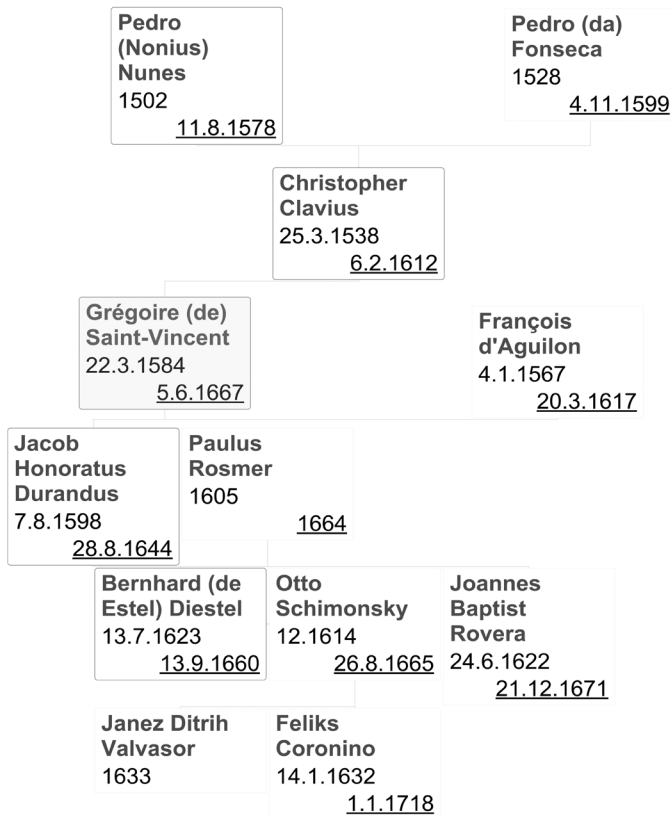 Pedro
(Nonius)
Nunes
1502
11.8.1578
Pedro (da)
Fonseca
1528
4.11.1599
Christopher
Clavius
25.3.1538
6.2.1612
Grégoire (de)
Saint-Vincent
22.3.1584
5.6.1667
François
d'Aguilon
4.1.1567
20.3.1617
Jacob
Honoratus
Durandus
7.8.1598
28.8.1644
Paulus
Rosmer
1605
1664
Bernhard (de
Estel) Diestel
13.7.1623
13.9.1660
Otto
Schimonsky
12.1614
26.8.1665
Joannes
Baptist
Rovera
24.6.1622
21.12.1671
Janez Ditrih
Valvasor
1633
Feliks
Coronino
14.1.1632
1.1.1718